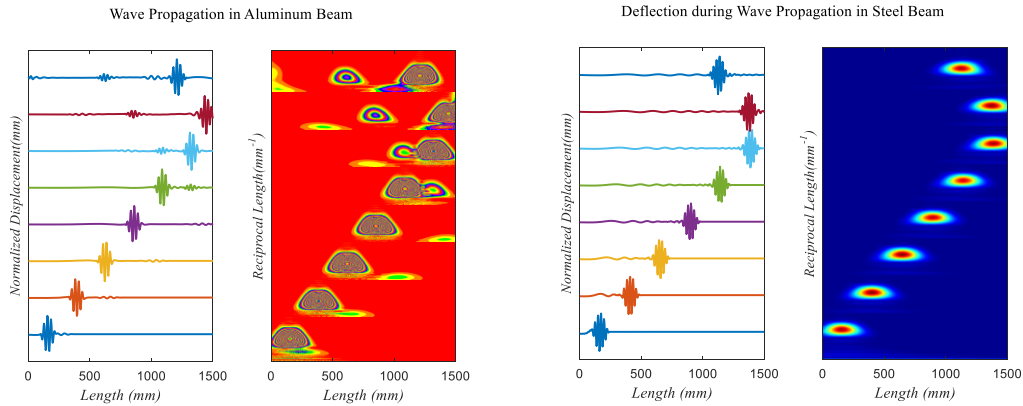 Wave Propagation in Aluminum Beam
Deflection during Wave Propagation in Steel Beam
Normalized Displacement(mm)
0 500 1000 1500
Length (mm)
Reciprocal Length(mm⁻¹)
0 500 1000 1500
Length (mm)
Normalized Displacement(mm)
0 500 1000 1500
Length (mm)
Reciprocal Length(mm⁻¹)
0 500 1000 1500
Length (mm)